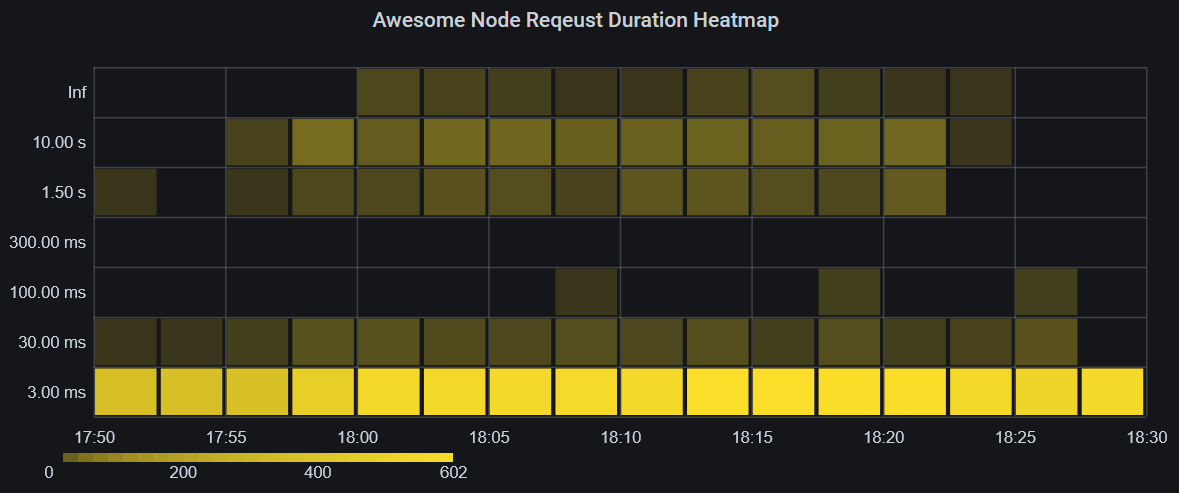 Awesome Node Reqeust Duration Heatmap
Inf
10.00 s
1.50 s
300.00 ms
100.00 ms
30.00 ms
3.00 ms
17:50 17:55 18:00 18:05 18:10 18:15 18:20 18:25 18:30
0 200 400 602